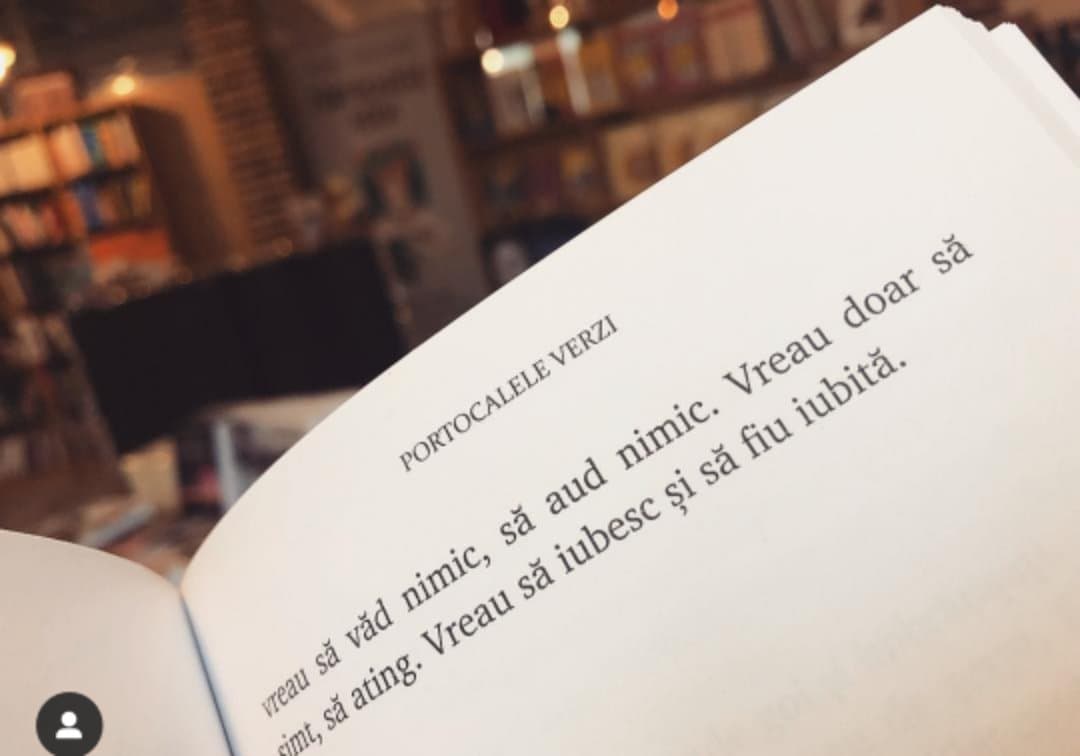 PORTOCALELE VERZI
vreau să văd nimic, să aud nimic. Vreau doar să
simt, să ating. Vreau să iubesc și să fiu iubită.